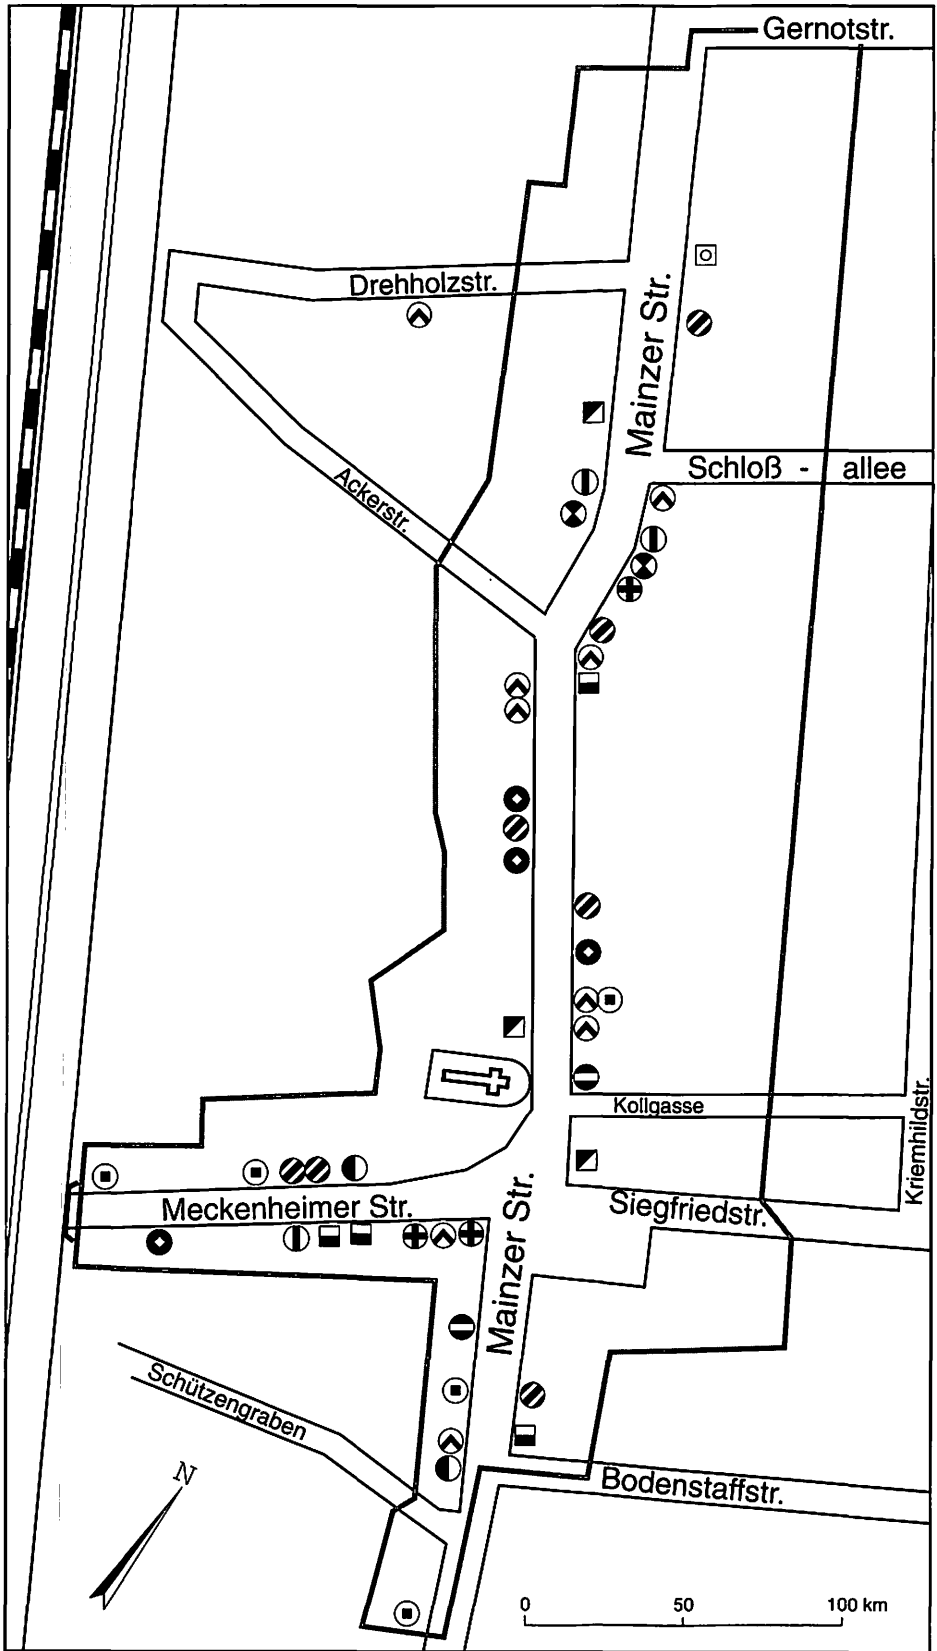 Gernotstr.
Drehholzstr.
Mainzer Str.
Schloß - allee
Ackerstr.
Kollgasse
Kriemhildstr.
Meckenheimer Str.
Siegfriedstr.
Mainzer Str.
Schützengraben
N
Bodenstaffstr.
0 50 100 km